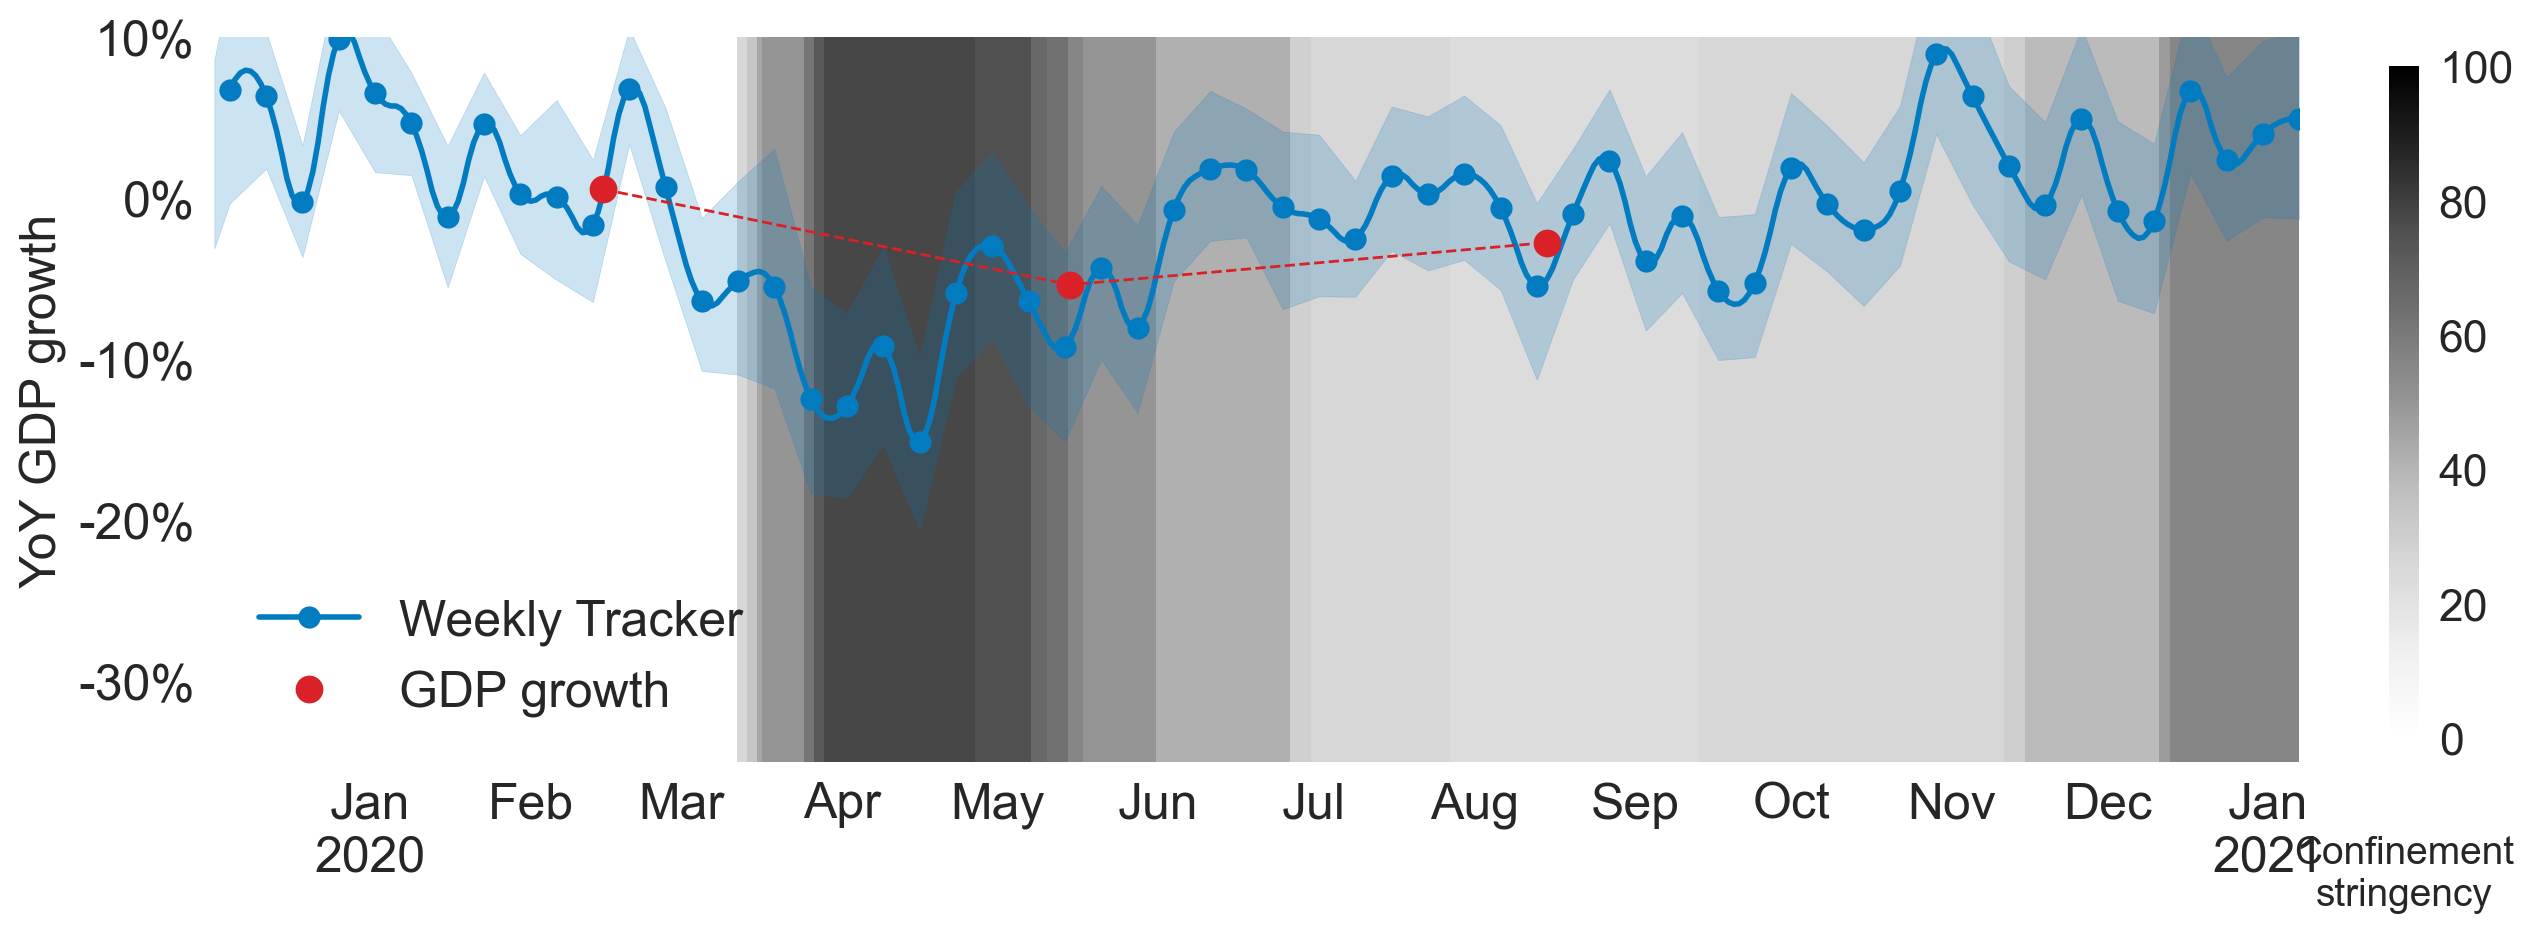 10%
0%
-10%
-20%
-30%
YoY GDP growth
Weekly Tracker
GDP growth
Jan Feb Mar Apr May Jun Jul Aug Sep Oct Nov Dec Jan
2020 2021
100
80
60
40
20
0
Confinement
stringency